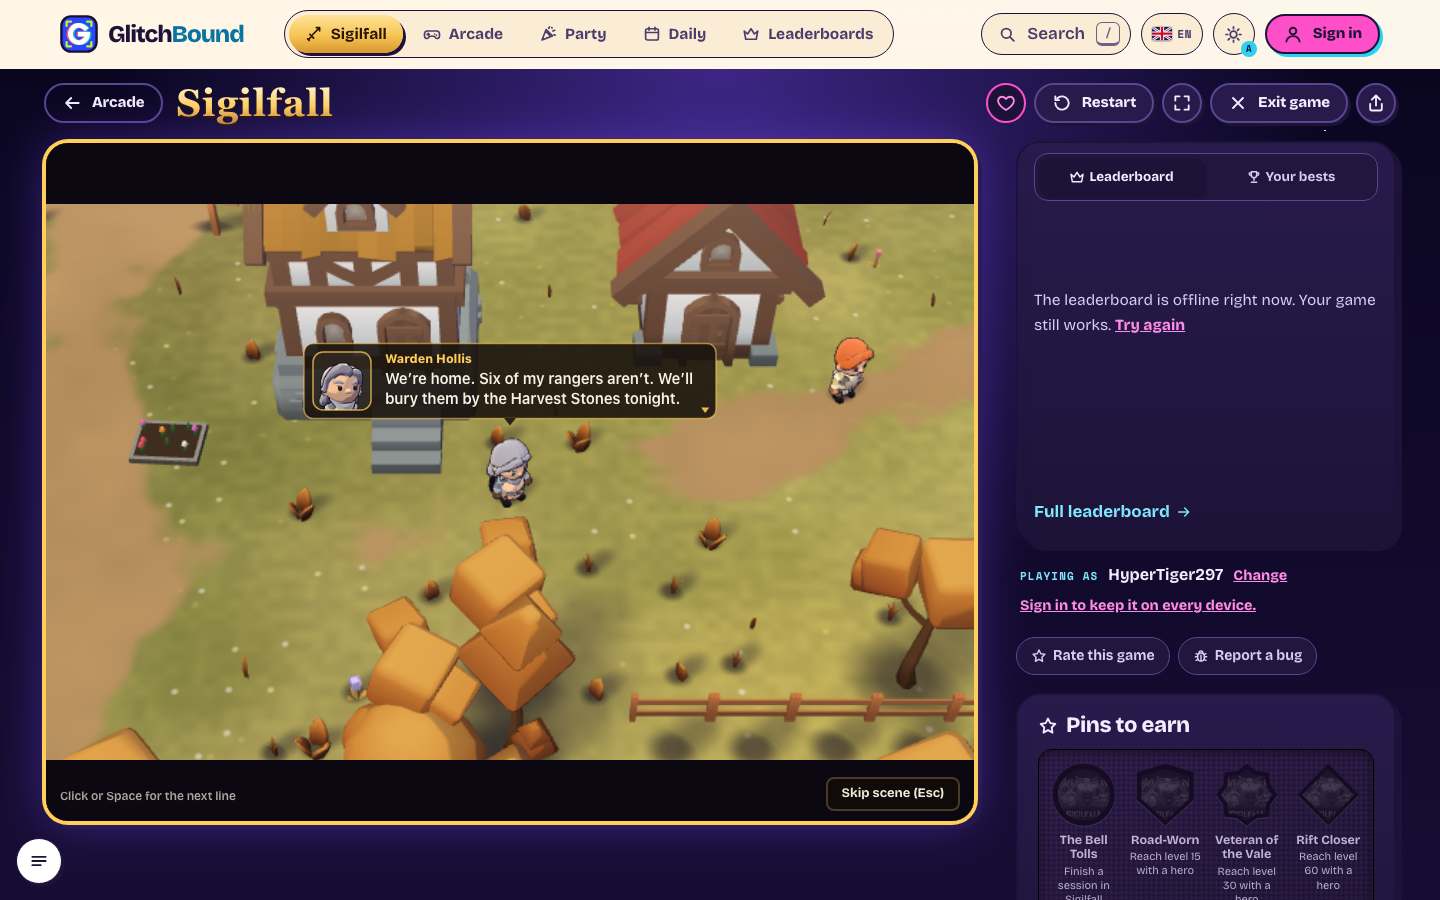 GlitchBound
Sigilfall
Arcade
Party
Daily
Leaderboards
Search /
EN
A
Sign in
Arcade
Sigilfall
Restart
Exit game
Leaderboard
Your bests
Warden Hollis
We're home. Six of my rangers aren't. We'll
bury them by the Harvest Stones tonight.
The leaderboard is offline right now. Your game
still works. Try again
Full leaderboard →
PLAYING AS HyperTiger297 Change
Sign in to keep it on every device.
Rate this game
Report a bug
Click or Space for the next line
Skip scene (Esc)
Pins to earn
The Bell
Tolls
Finish a
session in
Sigilfall
Road-Worn
Reach level 15
with a hero
Veteran of
the Vale
Reach level
30 with a
hero
Rift Closer
Reach level
60 with a
hero